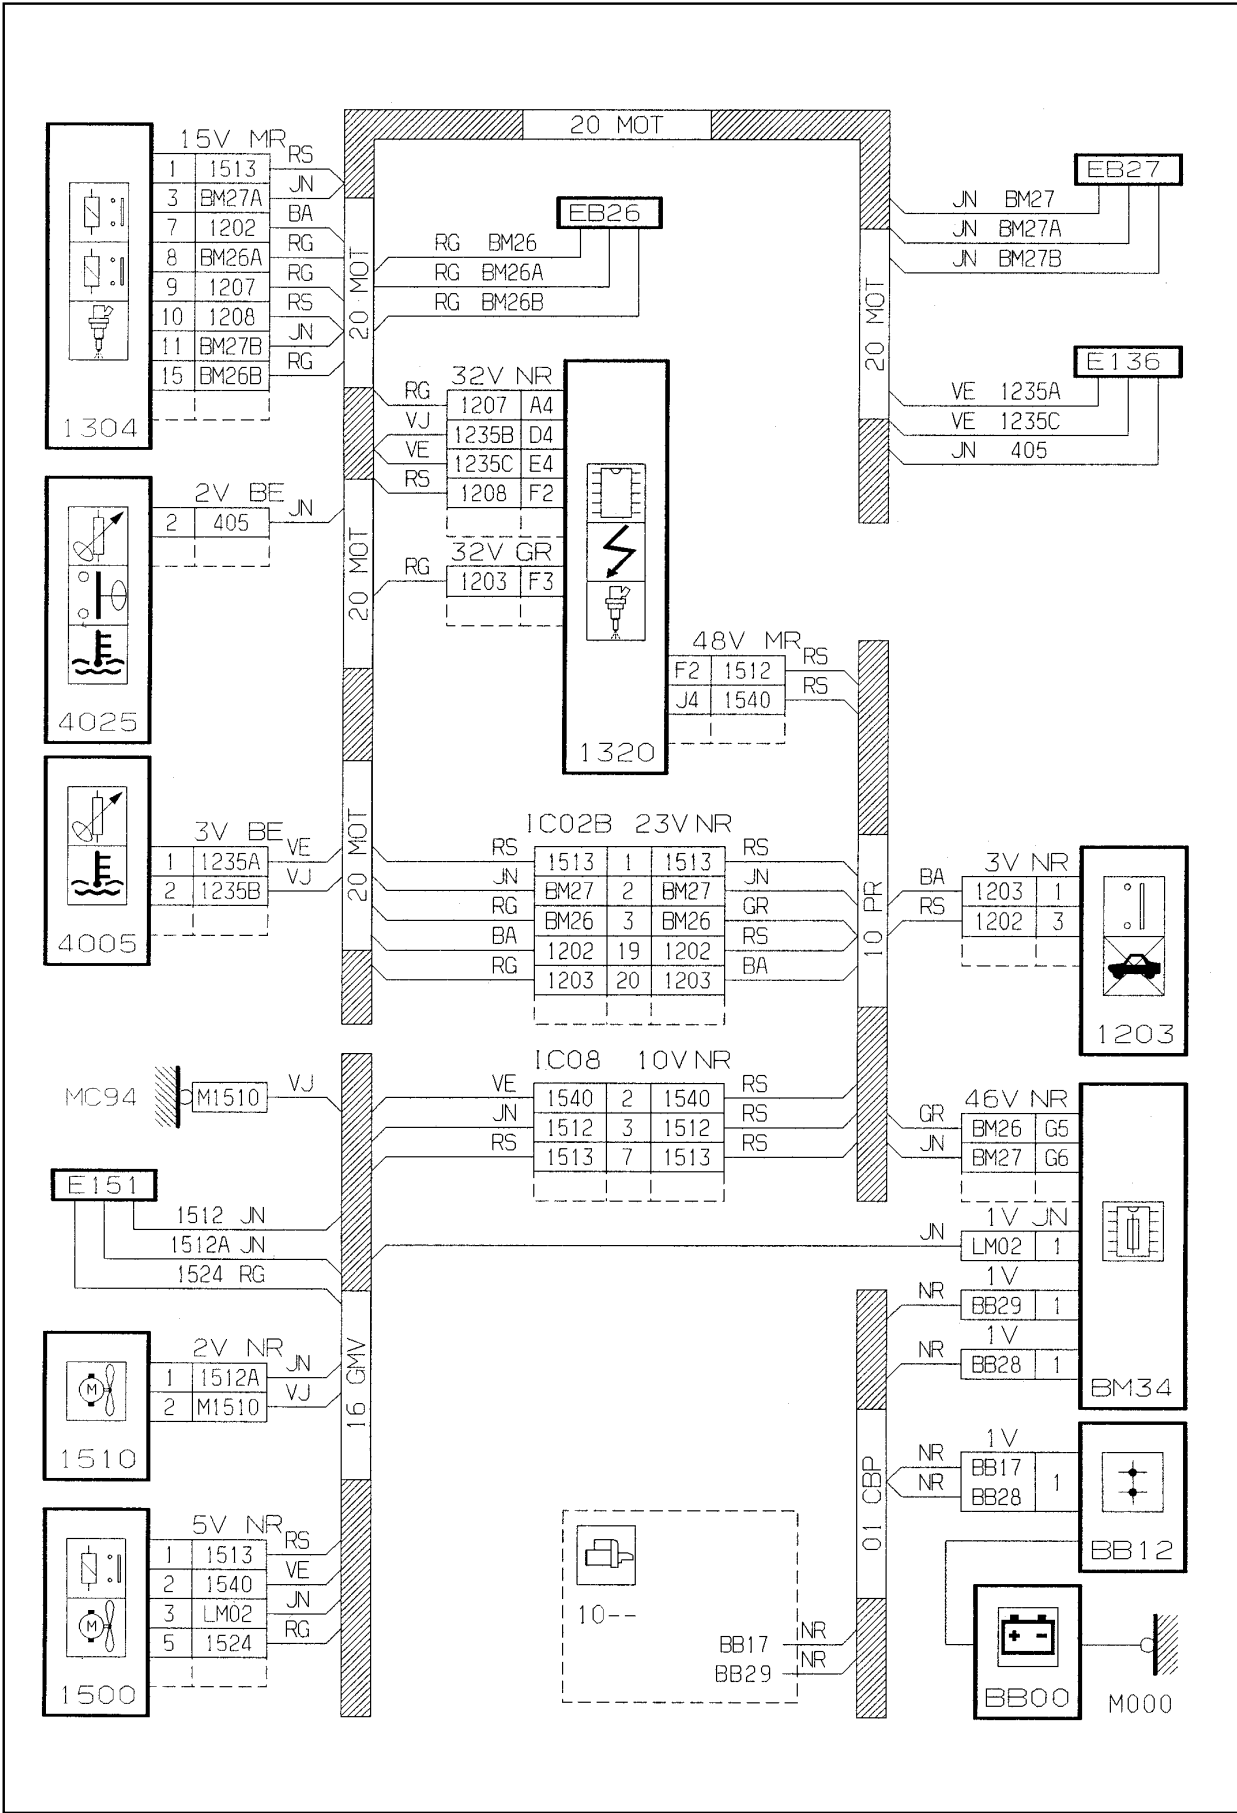 20 MOT
15V MR
1 1513 RS
3 BM27A JN
7 1202 BA
8 BM26A RG
9 1207 RG
10 1208 RS
11 BM27B JN
15 BM26B RG
1304
20 MOT
EB26
RG BM26
RG BM26A
RG BM26B
EB27
JN BM27
JN BM27A
JN BM27B
20 MOT
E136
VE 1235A
VE 1235C
JN 405
32V NR
RG 1207 A4
VJ 1235B D4
VE 1235C E4
RS 1208 F2
32V GR
RG 1203 F3
48V MR
F2 1512 RS
J4 1540 RS
1320
2V BE
2 405 JN
4025
20 MOT
3V BE
1 1235A VE
2 1235B VJ
4005
20 MOT
IC02B 23V NR
RS 1513 1 1513 RS
JN BM27 2 BM27 JN
RG BM26 3 BM26 GR
BA 1202 19 1202 RS
RG 1203 20 1203 BA
10 PR
3V NR
BA 1203 1
RS 1202 3
1203
MC94 M1510 VJ
IC08 10V NR
VE 1540 2 1540 RS
JN 1512 3 1512 RS
RS 1513 7 1513 RS
46V NR
GR BM26 G5
JN BM27 G6
1V JN
JN LM02 1
1V
NR BB29 1
1V
NR BB28 1
BM34
E151
1512 JN
1512A JN
1524 RG
16 GMV
2V NR
1 1512A JN
2 M1510 VJ
M
1510
5V NR
1 1513 RS
2 1540 VE
3 LM02 JN
5 1524 RG
M
1500
10--
BB17 NR
BB29 NR
01 CBP
1V
NR BB17
NR BB28
1
BB12
+ -
BB00
M000